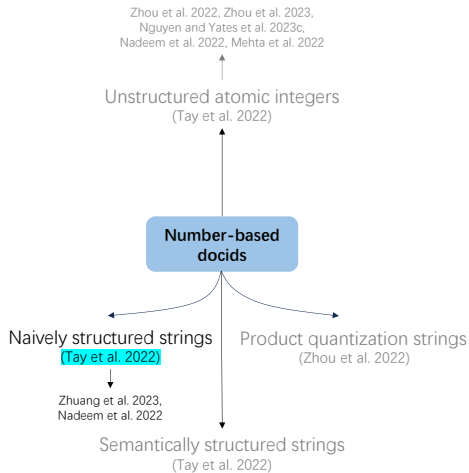 Zhou et al. 2022, Zhou et al. 2023,
Nguyen and Yates et al. 2023c,
Nadeem et al. 2022, Mehta et al. 2022
Unstructured atomic integers
(Tay et al. 2022)
Number-based
docids
Naively structured strings
(Tay et al. 2022)
Zhuang et al. 2023,
Nadeem et al. 2022
Product quantization strings
(Zhou et al. 2022)
Semantically structured strings
(Tay et al. 2022)